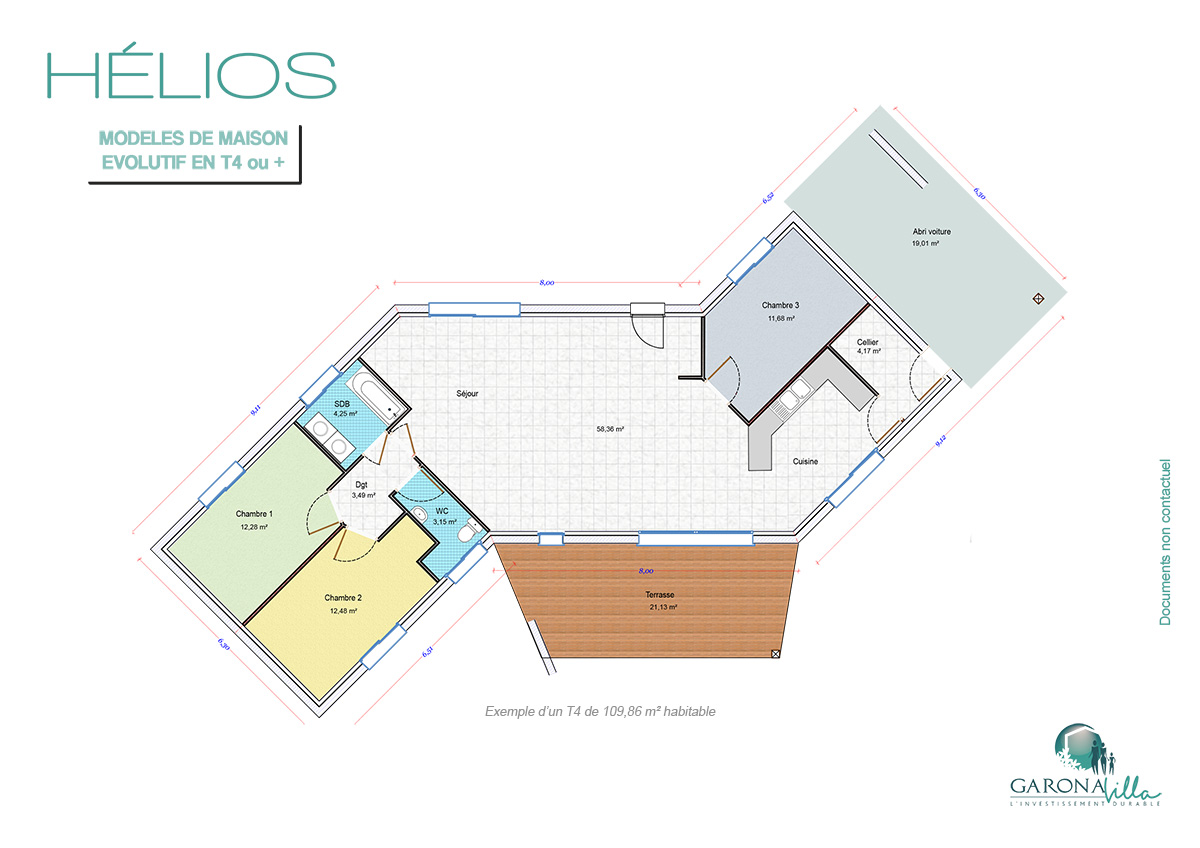 HÉLIOS
MODELES DE MAISON
EVOLUTIF EN T4 ou +
6,52
6,30
Abri voiture
19,01 m²
8,00
Chambre 3
11,68 m²
Cellier
4,17 m²
Séjour
58,36 m²
9,11
SDB
4,25 m²
Cuisine
9,12
Dgt
3,49 m²
Chambre 1
12,28 m²
WC
3,15 m²
8,00
Terrasse
21,13 m²
Chambre 2
12,48 m²
6,30
6,51
Exemple d'un T4 de 109,86 m² habitable
Documents non contactuel
GARONA Villa
L'INVESTISSEMENT DURABLE